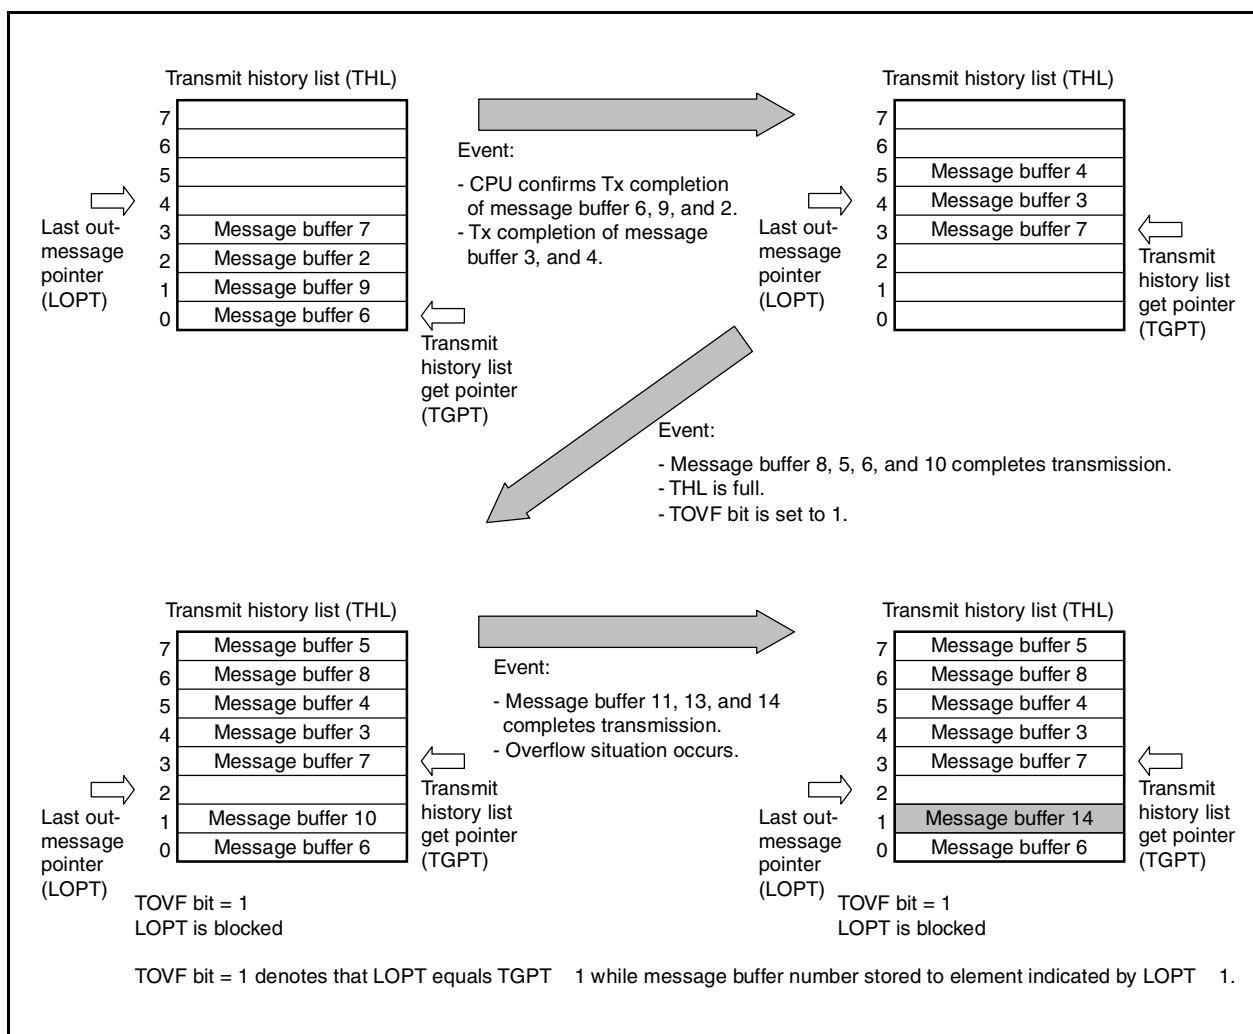 Transmit history list (THL)
7
6
5
4
3 Message buffer 7
2 Message buffer 2
1 Message buffer 9
0 Message buffer 6
Last out-
message
pointer
(LOPT)
Transmit
history list
get pointer
(TGPT)
Event:
- CPU confirms Tx completion
of message buffer 6, 9, and 2.
- Tx completion of message
buffer 3, and 4.
Transmit history list (THL)
7
6
5 Message buffer 4
4 Message buffer 3
3 Message buffer 7
2
1
0
Last out-
message
pointer
(LOPT)
Transmit
history list
get pointer
(TGPT)
Event:
- Message buffer 8, 5, 6, and 10 completes transmission.
- THL is full.
- TOVF bit is set to 1.
Transmit history list (THL)
7 Message buffer 5
6 Message buffer 8
5 Message buffer 4
4 Message buffer 3
3 Message buffer 7
2
1 Message buffer 10
0 Message buffer 6
Last out-
message
pointer
(LOPT)
Transmit
history list
get pointer
(TGPT)
TOVF bit = 1
LOPT is blocked
Event:
- Message buffer 11, 13, and 14
completes transmission.
- Overflow situation occurs.
Transmit history list (THL)
7 Message buffer 5
6 Message buffer 8
5 Message buffer 4
4 Message buffer 3
3 Message buffer 7
2
1 Message buffer 14
0 Message buffer 6
Last out-
message
pointer
(LOPT)
Transmit
history list
get pointer
(TGPT)
TOVF bit = 1
LOPT is blocked
TOVF bit = 1 denotes that LOPT equals TGPT 1 while message buffer number stored to element indicated by LOPT 1.